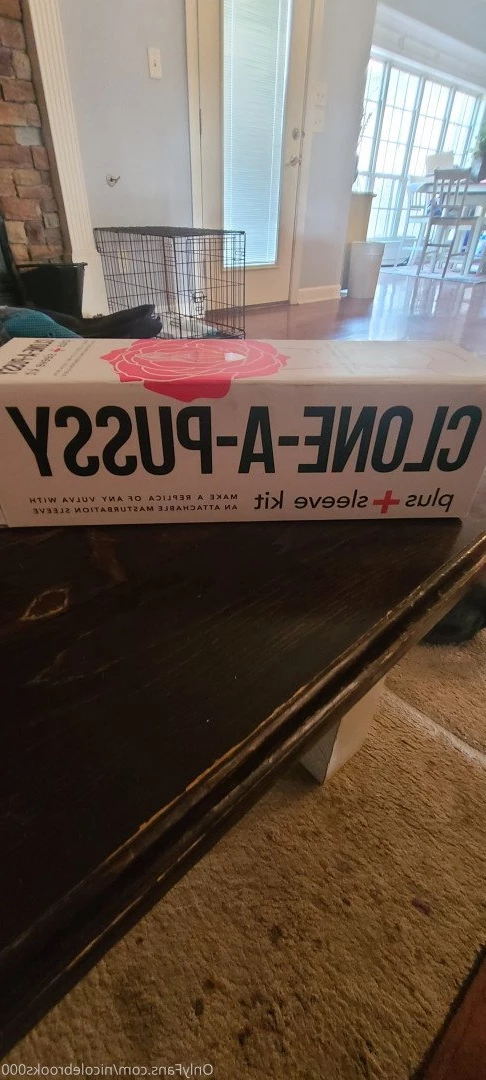 CLONE-A-PUSSY
plus + sleeve kit
MAKE A REPLICA OF ANY VULVA WITH
AN ATTACHABLE MASTURBATION SLEEVE
OnlyFans.com/nicolebrooks000